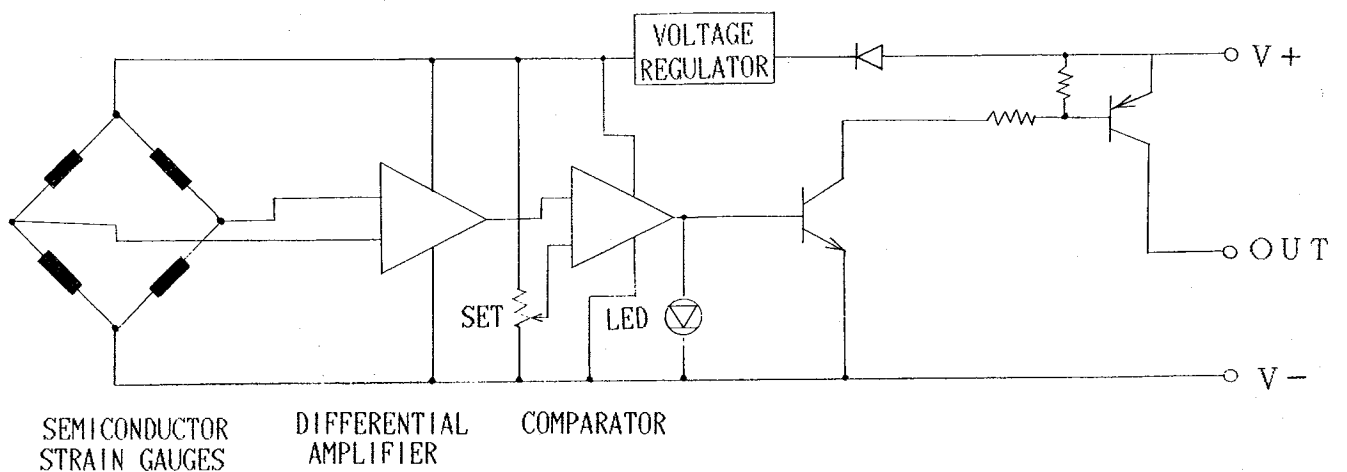 VOLTAGE
REGULATOR
V+
OUT
SET
LED
V-
SEMICONDUCTOR
STRAIN GAUGES
DIFFERENTIAL
AMPLIFIER
COMPARATOR